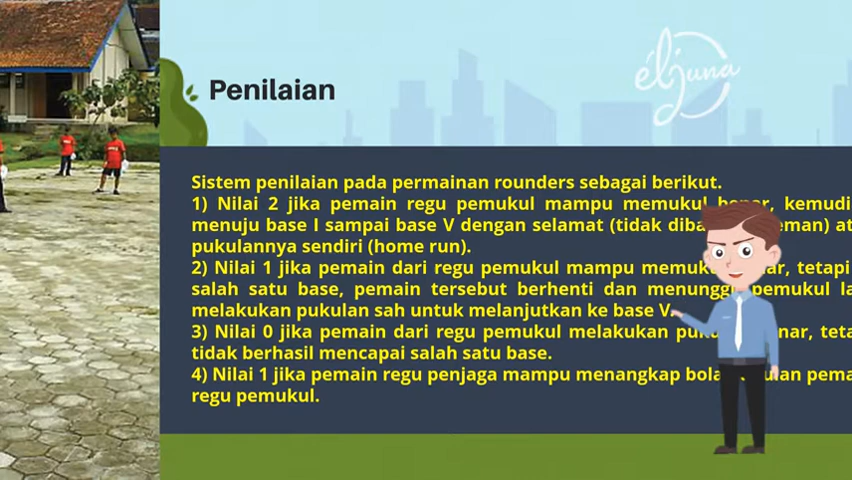 éljuna
Penilaian
Sistem penilaian pada permainan rounders sebagai berikut.
1) Nilai 2 jika pemain regu pemukul mampu memukul
menuju base I sampai base V dengan selamat (tidak
pukulannya sendiri (home run).
2) Nilai 1 jika pemain dari regu pemukul mampu tetapi
salah satu base, pemain tersebut berhenti dan pemukul
melakukan pukulan sah untuk melanjutkan ke base V.
3) Nilai 0 jika pemain dari regu pemukul melakukan
tidak berhasil mencapai salah satu base.
4) Nilai 1 jika pemain regu penjaga mampu menangkap bola
regu pemukul.